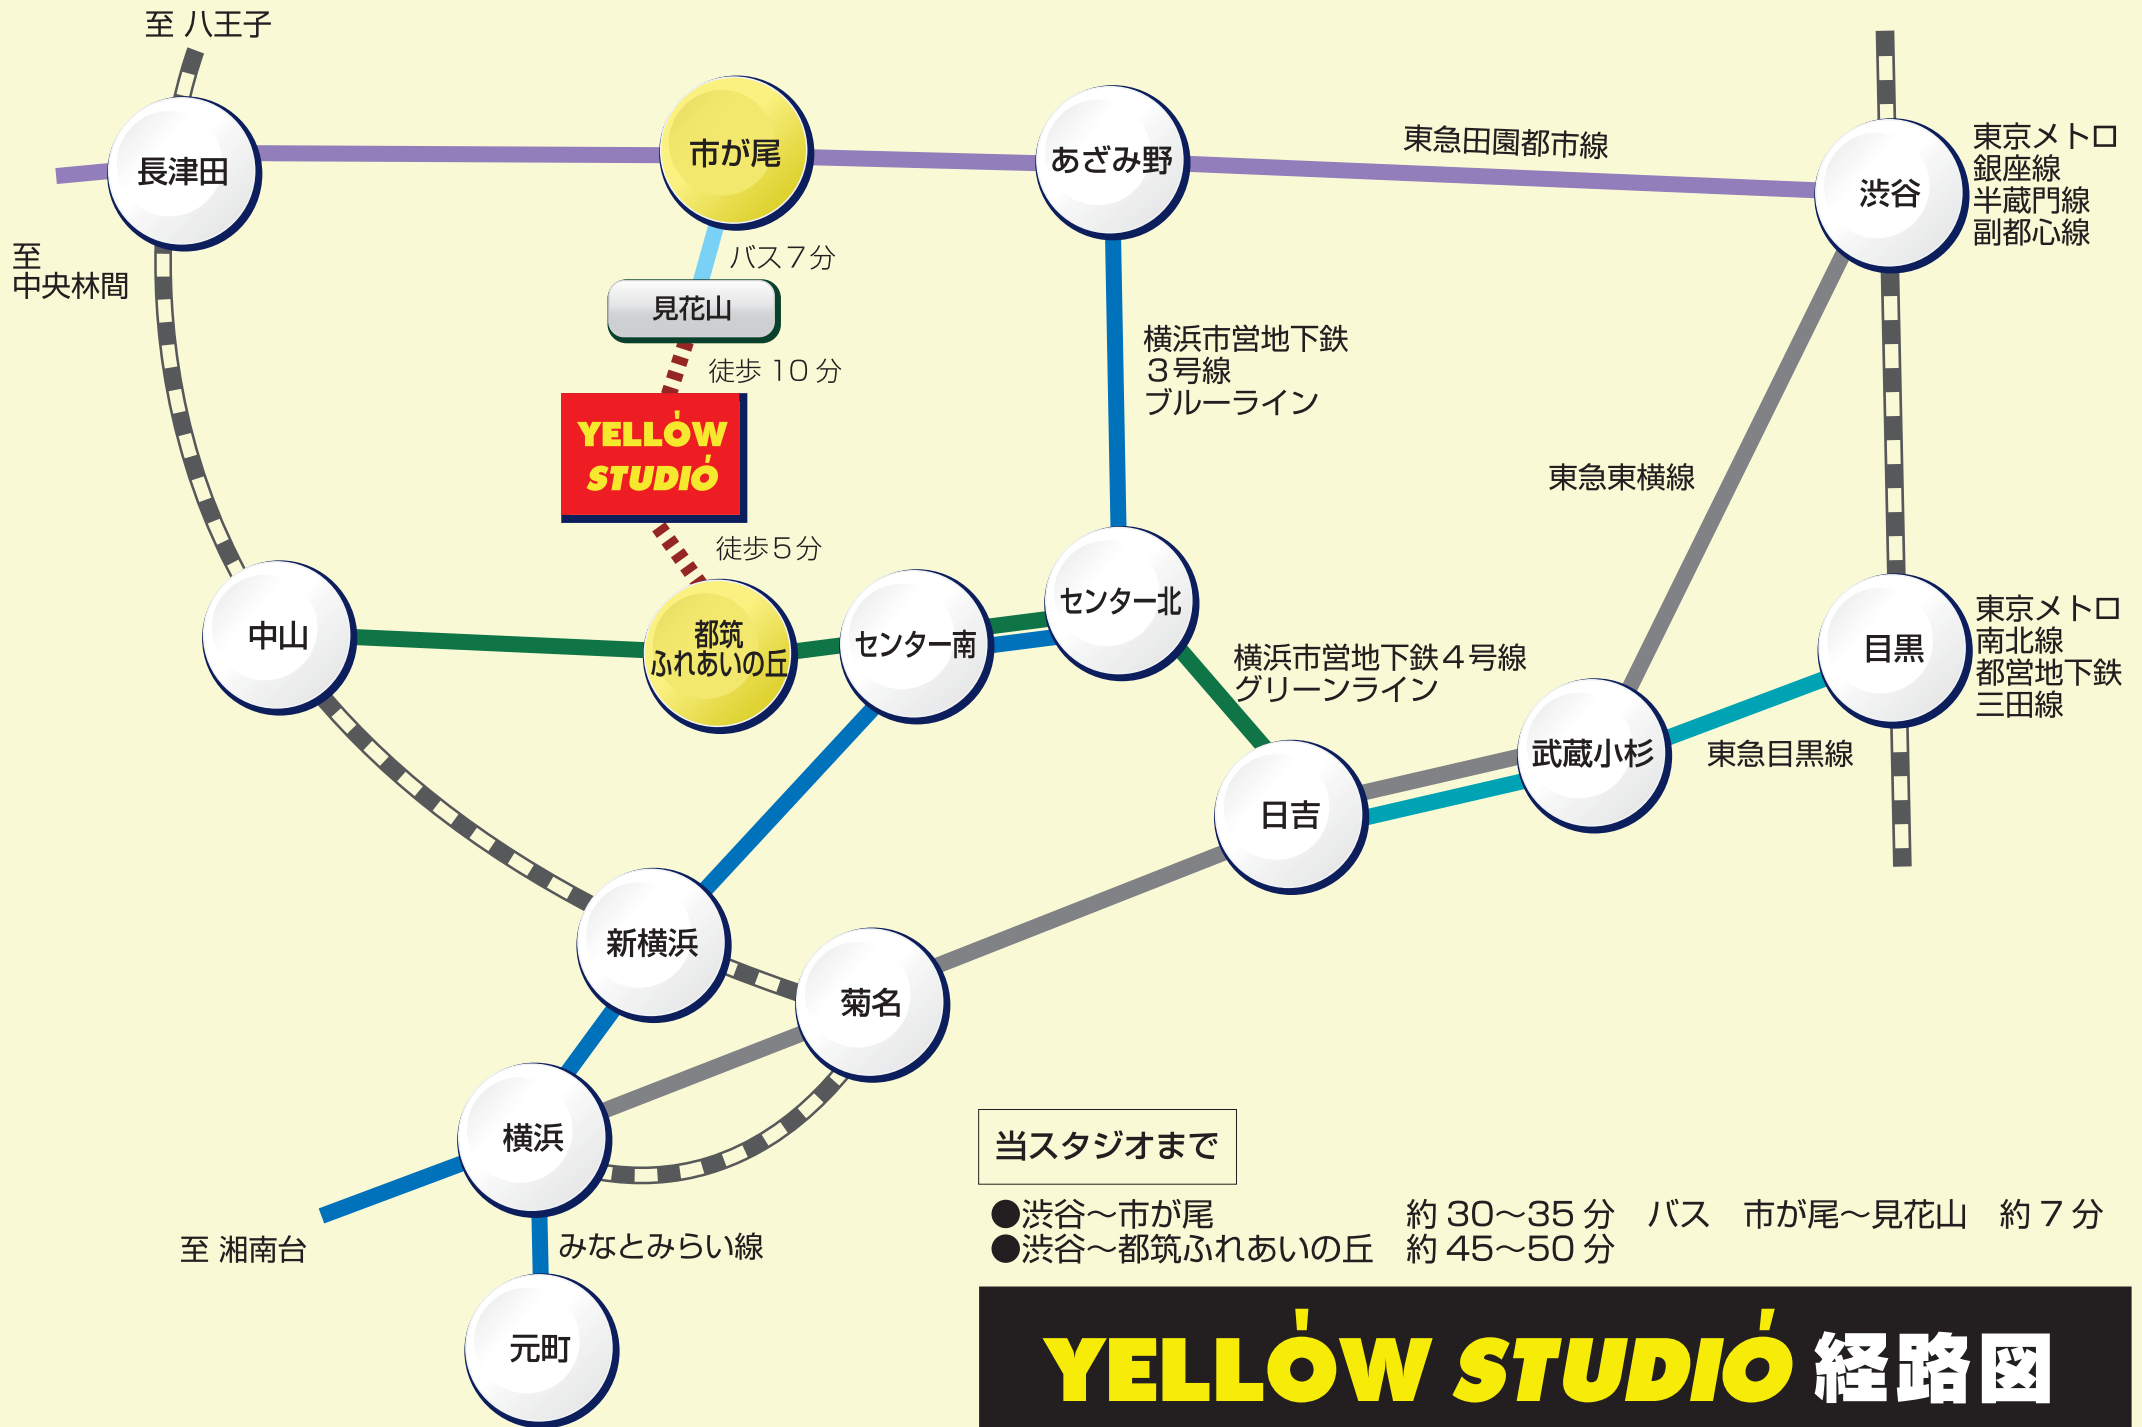 至 八王子
長津田
市が尾
あざみ野
東急田園都市線
渋谷
東京メトロ
銀座線
半蔵門線
副都心線
至
中央林間
バス7分
見花山
徒歩 10 分
YELLOW
STUDIO
徒歩5分
横浜市営地下鉄
3号線
ブルーライン
東急東横線
中山
都筑
ふれあいの丘
センター南
センター北
横浜市営地下鉄4号線
グリーンライン
目黒
東京メトロ
南北線
都営地下鉄
三田線
武蔵小杉
東急目黒線
日吉
新横浜
菊名
横浜
至 湘南台
みなとみらい線
元町
当スタジオまで
●渋谷〜市が尾 約 30〜35 分 バス 市が尾〜見花山 約 7 分
●渋谷〜都筑ふれあいの丘 約 45〜50 分
YELLOW STUDIO 経路図